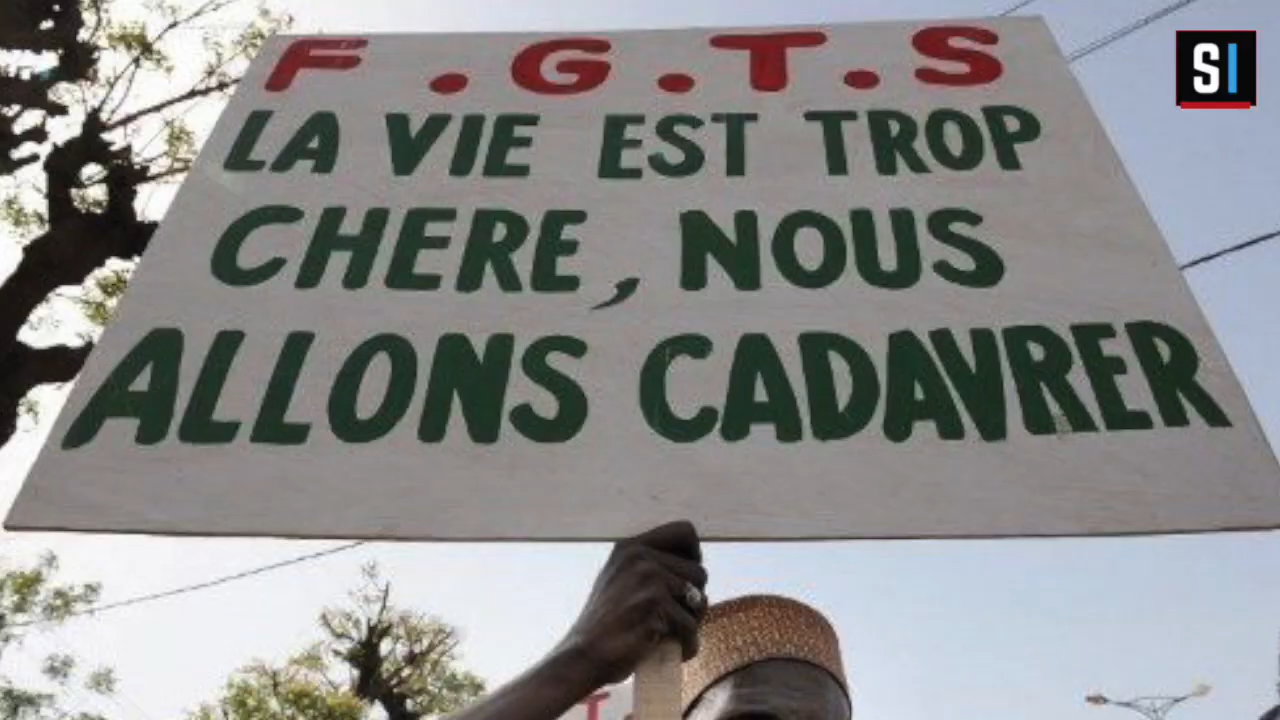 F.G.T.S
LA VIE EST TROP
CHERE, NOUS
ALLONS CADAVRER
SI